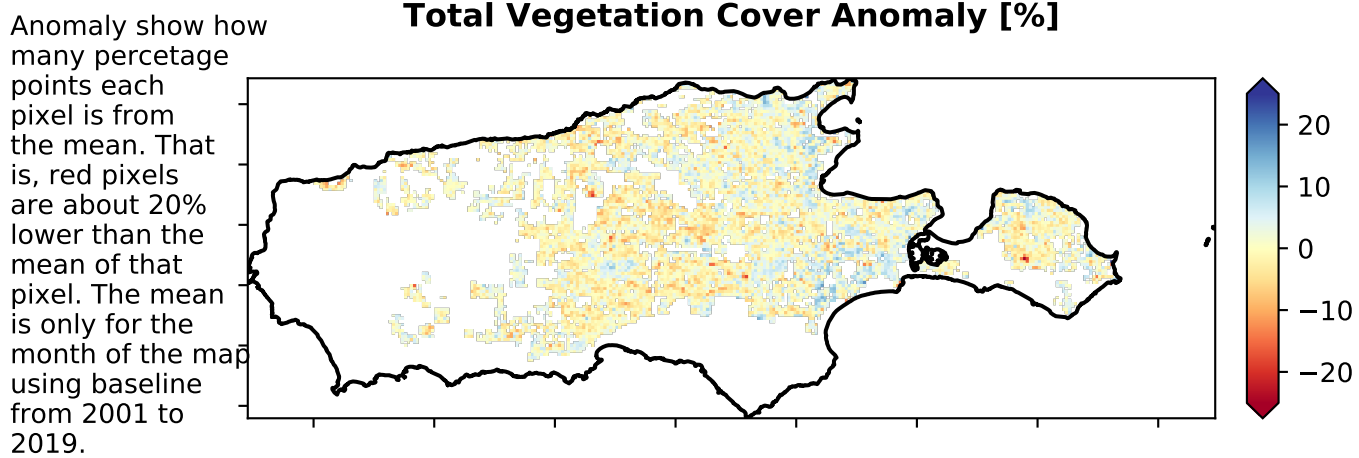 Total Vegetation Cover Anomaly [%]
Anomaly show how
many percetage
points each
pixel is from
the mean. That
is, red pixels
are about 20%
lower than the
mean of that
pixel. The mean
is only for the
month of the map
using baseline
from 2001 to
2019.
20
10
0
−10
−20